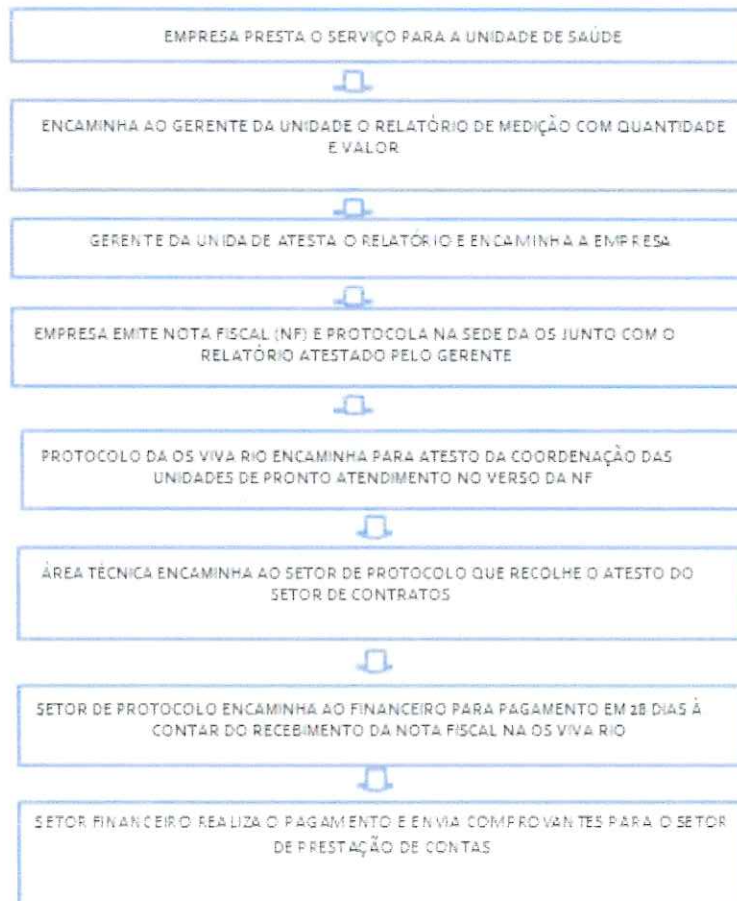 EMPRESA PRESTA O SERVIÇO PARA A UNIDADE DE SAÚDE
ENCAMINHA AO GERENTE DA UNIDADE O RELATÓRIO DE MEDIÇÃO COM QUANTIDADE
E VALOR
GERENTE DA UNIDADE ATESTA O RELATÓRIO E ENCAMINHA A EMPRESA
EMPRESA EMITE NOTA FISCAL (NF) E PROTOCOLA NA SEDE DA OS JUNTO COM O
RELATÓRIO ATESTADO PELO GERENTE
PROTOCOLO DA OS VIVA RIO ENCAMINHA PARA ATESTO DA COORDENAÇÃO DAS
UNIDADES DE PRONTO ATENDIMENTO NO VERSO DA NF
ÁREA TÉCNICA ENCAMINHA AO SETOR DE PROTOCOLO QUE RECOLHE O ATESTO DO
SETOR DE CONTRATOS
SETOR DE PROTOCOLO ENCAMINHA AO FINANCEIRO PARA PAGAMENTO EM 28 DIAS À
CONTAR DO RECEBIMENTO DA NOTA FISCAL NA OS VIVA RIO
SETOR FINANCEIRO REALIZA O PAGAMENTO E ENVIA COMPROVANTES PARA O SETOR
DE PRESTAÇÃO DE CONTAS